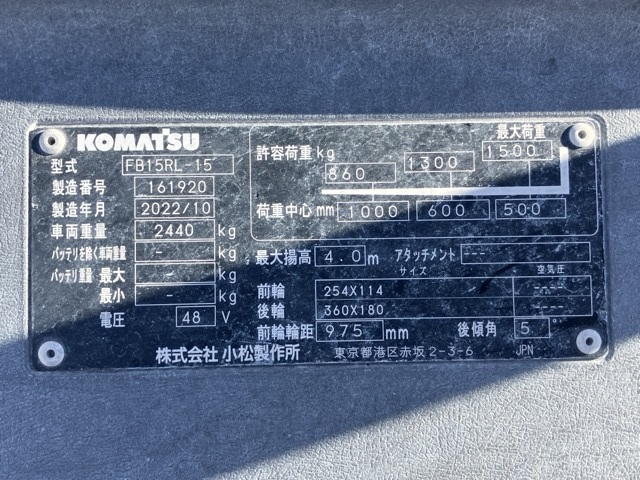 KOMATSU
型式 FB15RL-15
製造番号 161920
製造年月 2022/10
車両重量 2440 kg
バッテリを除く車両重量 - kg
バッテリ重量 最大 - kg
最小 - kg
電圧 48 V
最大荷重
許容荷重 kg 860 1300 1500
荷重中心 mm 1000 600 500
最大揚高 4.0 m アタッチメント ---
サイズ 空気圧
前輪 254X114 ----
後輪 360X180 ----
前輪輪距 975 mm 後傾角 5°
株式会社 小松製作所 東京都港区赤坂2-3-6 JPN